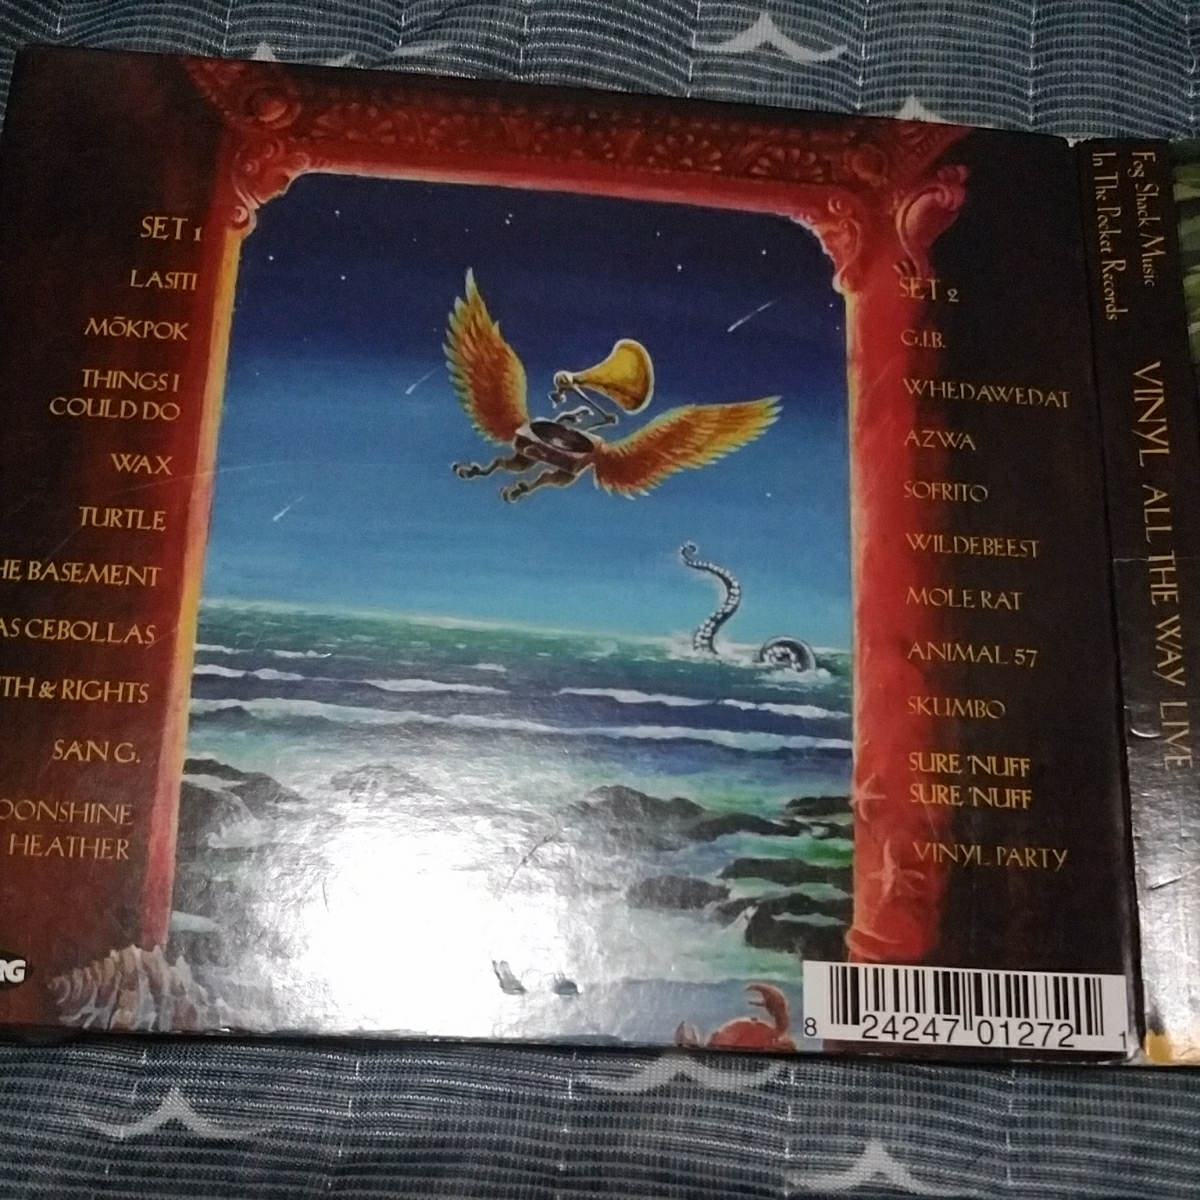 SET 1
LASITI
MŌKPOK
THINGS I
COULD DO
WAX
TURTLE
HE BASEMENT
AS CEBOLLAS
TH & RIGHTS
SAN G.
OONSHINE
HEATHER
SET 2
G.I.B.
WHEDAWEDAT
AZWA
SOFRITO
WILDEBEEST
MOLE RAT
ANIMAL 57
SKUMBO
SURE 'NUFF
SURE 'NUFF
VINYL PARTY
8 24247 01272 1
Fog Shack Music
In The Pocket Records
VINYL ALL THE WAY LIVE